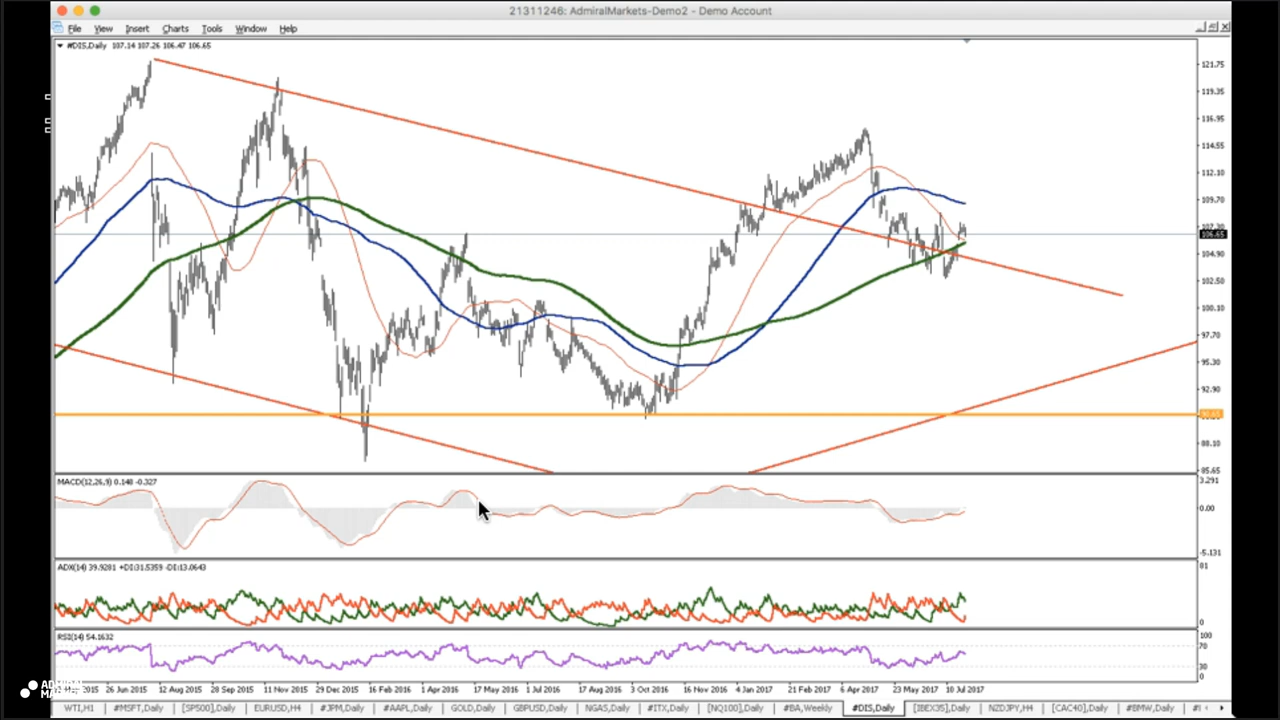 21311246: AdmiralMarkets-Demo2 - Demo Account
File View Insert Charts Tools Window Help
#DIS,Daily 107.14 107.26 106.47 106.65
121.75
119.35
116.95
114.55
112.10
109.70
107.30
106.65
104.90
102.50
100.10
97.70
95.30
92.90
88.10
85.65
MACD(12,26,9) 0.148 -0.327
3.291
0.00
-5.131
ADX(14) 39.9281 +DI:31.5359 -DI:13.0643
81
0
RSI(14) 54.1632
100
70
30
0
2015 26 Jun 2015 12 Aug 2015 28 Sep 2015 11 Nov 2015 29 Dec 2015 16 Feb 2016 1 Apr 2016 17 May 2016 1 Jul 2016 17 Aug 2016 3 Oct 2016 16 Nov 2016 4 Jan 2017 21 Feb 2017 6 Apr 2017 23 May 2017 10 Jul 2017
ADMIRAL
MARKETS
WTI,H1 #MSFT,Daily [SP500],Daily EURUSD,H4 #JPM,Daily #AAPL,Daily GOLD,Daily GBPUSD,Daily NGAS,Daily #ITX,Daily [NQ100],Daily #BA,Weekly #DIS,Daily [IBEX35],Daily NZDJPY,H4 [CAC40],Daily #BMW,Daily